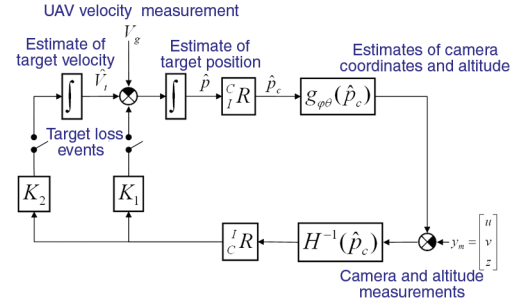 UAV velocity measurement
V_g
Estimate of
target velocity
V̂_t
Estimate of
target position
p̂
Estimates of camera
coordinates and altitude
∫
∫
^C_I R
p̂_c
g_φθ(p̂_c)
Target loss
events
K_2
K_1
^I_C R
H^{-1}(p̂_c)
y_m = [u v z]
Camera and altitude
measurements